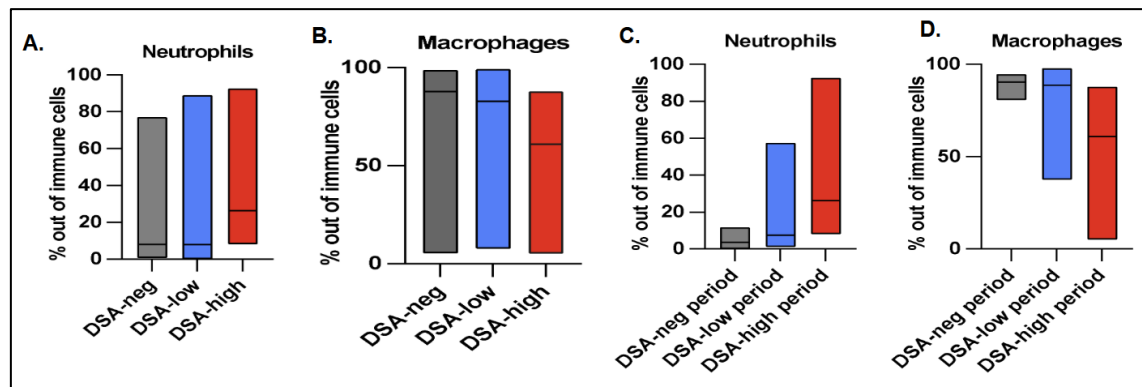 A.
Neutrophils
% out of immune cells
100
80
60
40
20
0
DSA-neg
DSA-low
DSA-high
B.
Macrophages
% out of immune cells
100
50
0
DSA-neg
DSA-low
DSA-high
C.
Neutrophils
% out of immune cells
100
80
60
40
20
0
DSA-neg period
DSA-low period
DSA-high period
D.
Macrophages
% out of immune cells
100
50
0
DSA-neg period
DSA-low period
DSA-high period